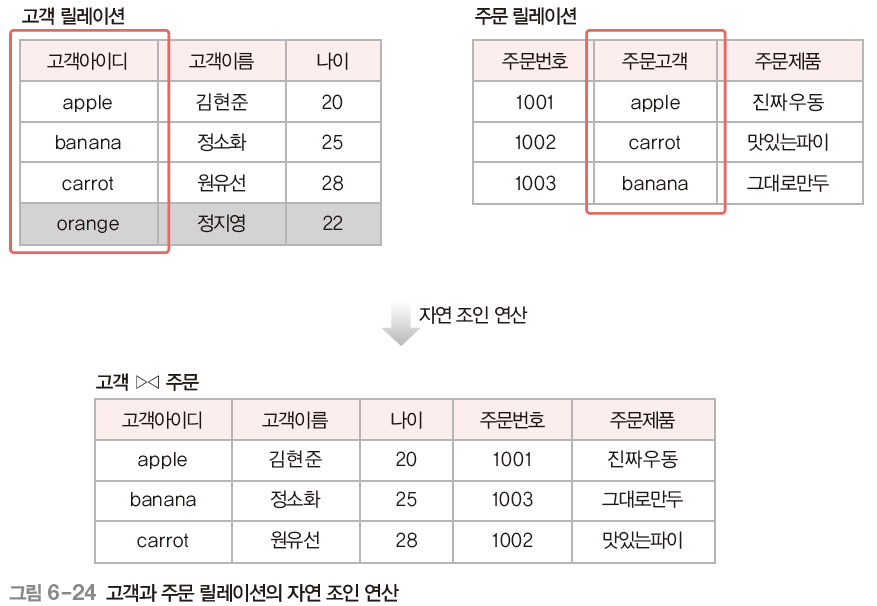 고객 릴레이션
고객아이디 고객이름 나이
apple 김현준 20
banana 정소화 25
carrot 원유선 28
orange 정지영 22
주문 릴레이션
주문번호 주문고객 주문제품
1001 apple 진짜우동
1002 carrot 맛있는파이
1003 banana 그대로만두
자연 조인 연산
고객 ▷◁ 주문
고객아이디 고객이름 나이 주문번호 주문제품
apple 김현준 20 1001 진짜우동
banana 정소화 25 1003 그대로만두
carrot 원유선 28 1002 맛있는파이
그림 6-24 고객과 주문 릴레이션의 자연 조인 연산